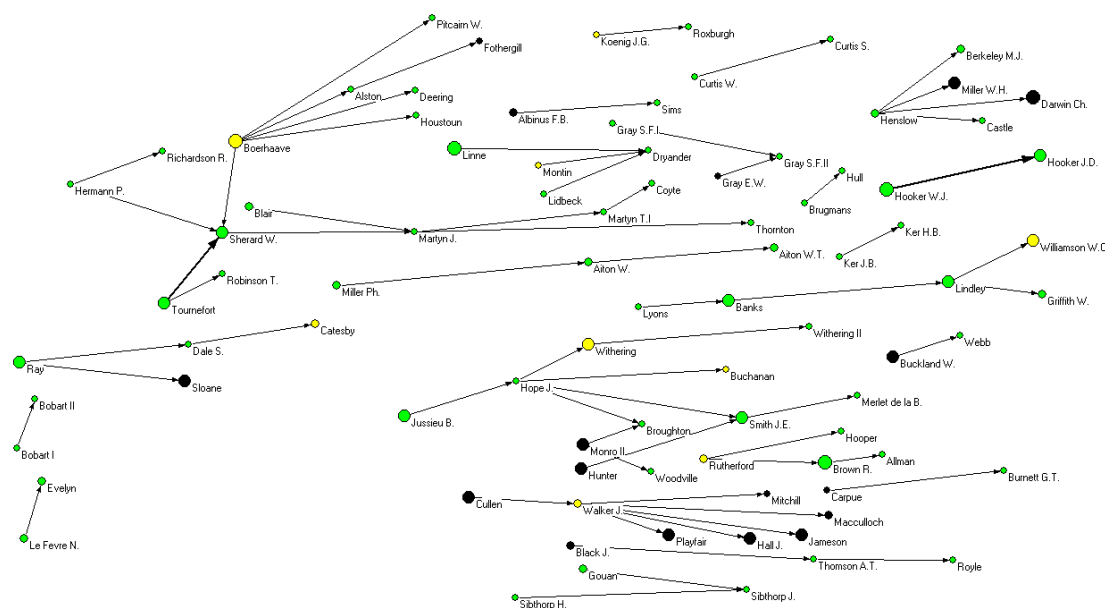 Pitcairn W.
Koenig J.G.
Roxburgh
Fothergill
Curtis S.
Berkeley M.J.
Curtis W.
Miller W.H.
Alston
Deering
Darwin Ch.
Albinus F.B.
Sims
Houstoun
Henslow
Castle
Gray S.F.I
Boerhaave
Linne
Dryander
Gray S.F.II
Hooker J.D.
Richardson R.
Montin
Gray E.W.
Hull
Hermann P.
Coyte
Lidbeck
Hooker W.J.
Brugmans
Blair
Martyn T.I
Thornton
Sherard W.
Martyn J.
Ker H.B.
Williamson W.C
Aiton W.T.
Ker J.B.
Robinson T.
Aiton W.
Miller Ph.
Lindley
Griffith W.
Tournefort
Lyons
Banks
Catesby
Withering II
Dale S.
Withering
Webb
Ray
Buckland W.
Buchanan
Sloane
Hope J.
Merlet de la B.
Bobart II
Jussieu B.
Smith J.E.
Broughton
Hooper
Bobart I
Monro II
Rutherford
Allman
Hunter
Woodville
Brown R.
Burnett G.T.
Evelyn
Cullen
Mitchill
Carpue
Walker J.
Macculloch
Le Fevre N.
Playfair
Hall J.
Jameson
Black J.
Thomson A.T.
Royle
Gouan
Sibthorp H.
Sibthorp J.